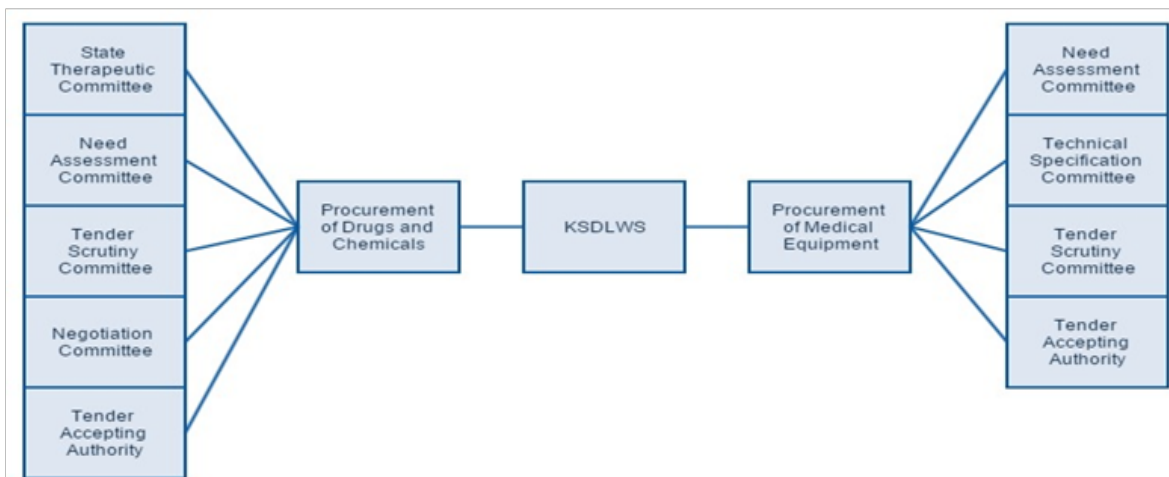 State
Therapeutic
Committee
Need
Assessment
Committee
Tender
Scrutiny
Committee
Negotiation
Committee
Tender
Accepting
Authority
Procurement
of Drugs and
Chemicals
KSDLWS
Procurement
of Medical
Equipment
Need
Assessment
Committee
Technical
Specification
Committee
Tender
Scrutiny
Committee
Tender
Accepting
Authority